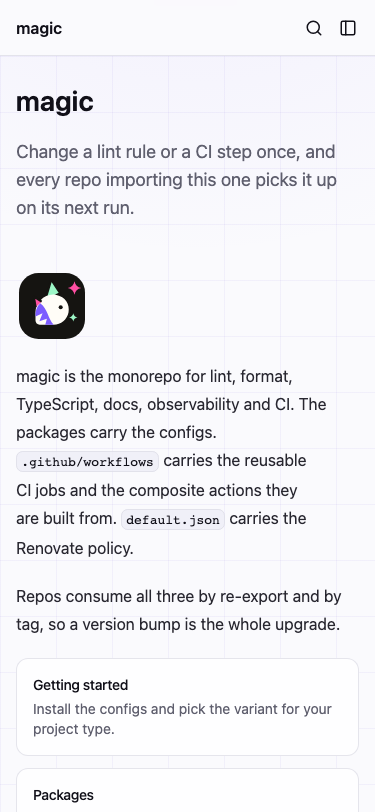 magic
magic
Change a lint rule or a CI step once, and
every repo importing this one picks it up
on its next run.
magic is the monorepo for lint, format,
TypeScript, docs, observability and CI. The
packages carry the configs.
.github/workflows carries the reusable
CI jobs and the composite actions they
are built from. default.json carries the
Renovate policy.
Repos consume all three by re-export and by
tag, so a version bump is the whole upgrade.
Getting started
Install the configs and pick the variant for your
project type.
Packages